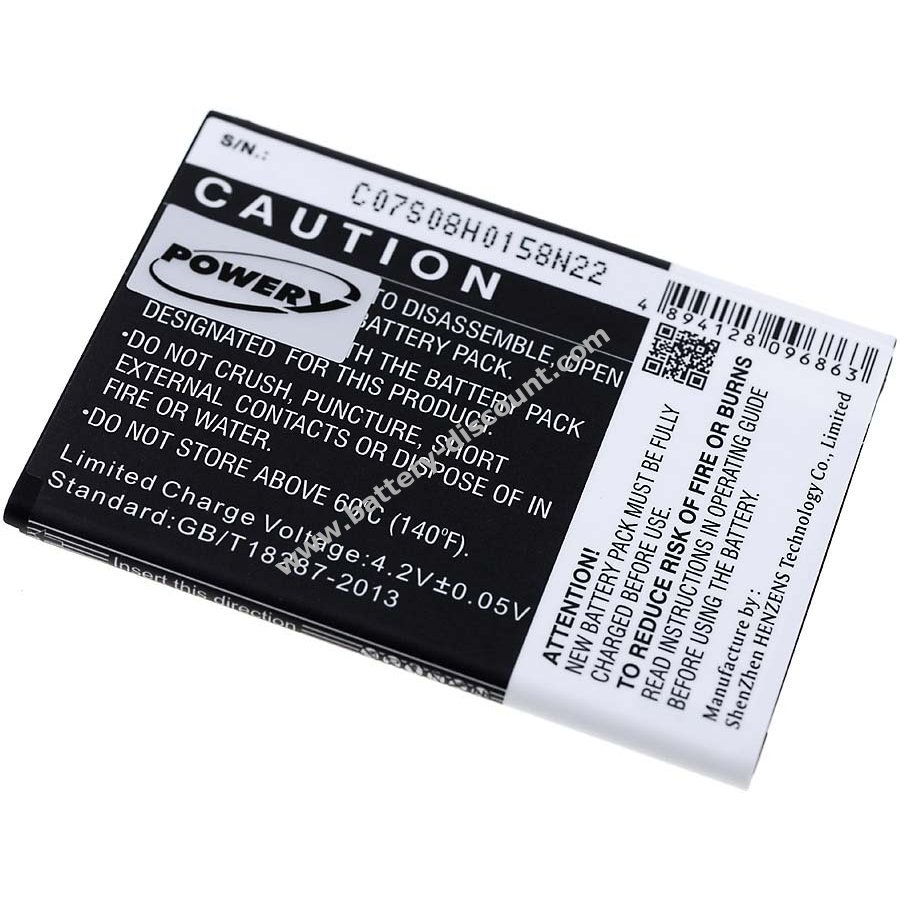 S/N.:
C07S08H0158N22
CAUTION
POWERY
TO DISASSEMBLE, OPEN
BATTERY PACK.
DESIGNATED FOR THIS PRODUCT.
WITH THE BATTERY PACK
•DO NOT CRUSH, PUNCTURE, SHORT
EXTERNAL CONTACTS OR DISPOSE OF IN
FIRE OR WATER.
•DO NOT STORE ABOVE 60°C (140°F).
Limited Charge Voltage:4.2V±0.05V
Standard:GB/T18287-2013
Insert this direction
www.Battery-discount.com
4 894128 096863
ATTENTION!
NEW BATTERY PACK MUST BE FULLY
CHARGED BEFORE USE.
TO REDUCE RISK OF FIRE OR BURNS
READ INSTRUCTIONS IN OPERATING GUIDE
BEFORE USING THE BATTERY.
Manufacture by:
ShenZhen HENZENS Technology Co., Limited